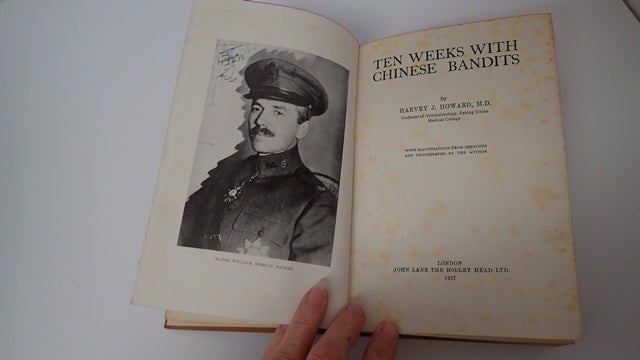 MAJOR WILLIAM MORGAN PALMER
TEN WEEKS WITH
CHINESE BANDITS
By
HARVEY J. HOWARD, M.D.
Professor of Ophthalmology, Peking Union
Medical College
WITH ILLUSTRATIONS FROM SKETCHES
AND PHOTOGRAPHS BY THE AUTHOR
LONDON
JOHN LANE THE BODLEY HEAD LTD.
1927